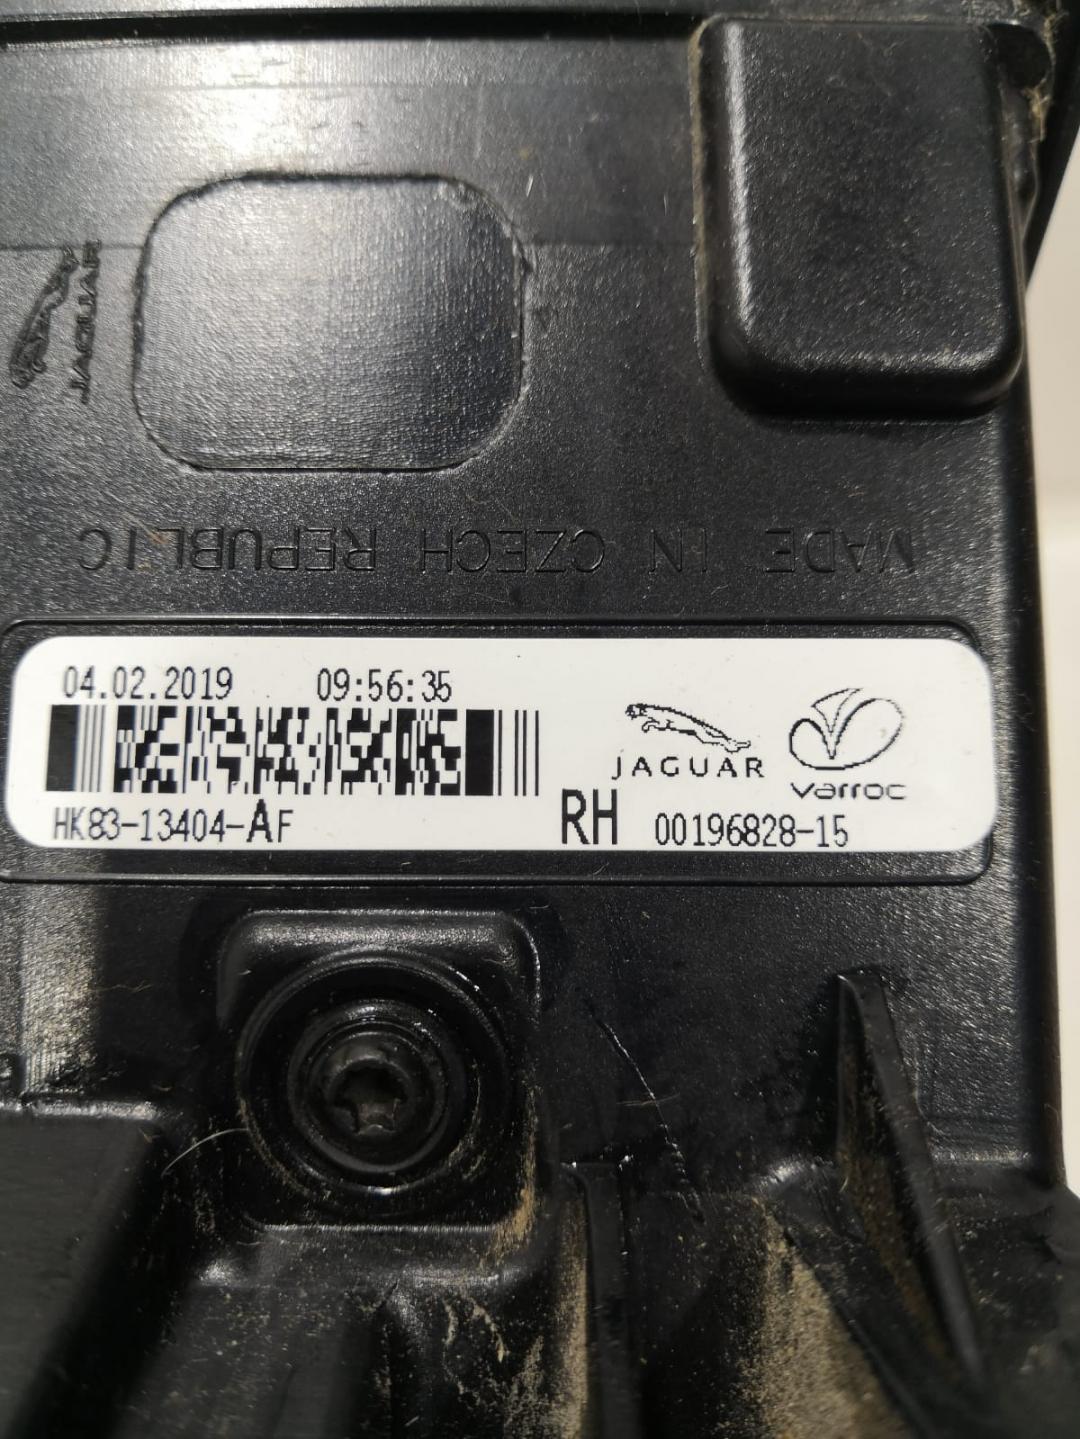 JAGUAR
MADE IN CZECH REPUBLIC
04.02.2019 09:56:35
JAGUAR
varroc
HK83-13404-AF
RH 00196828-15